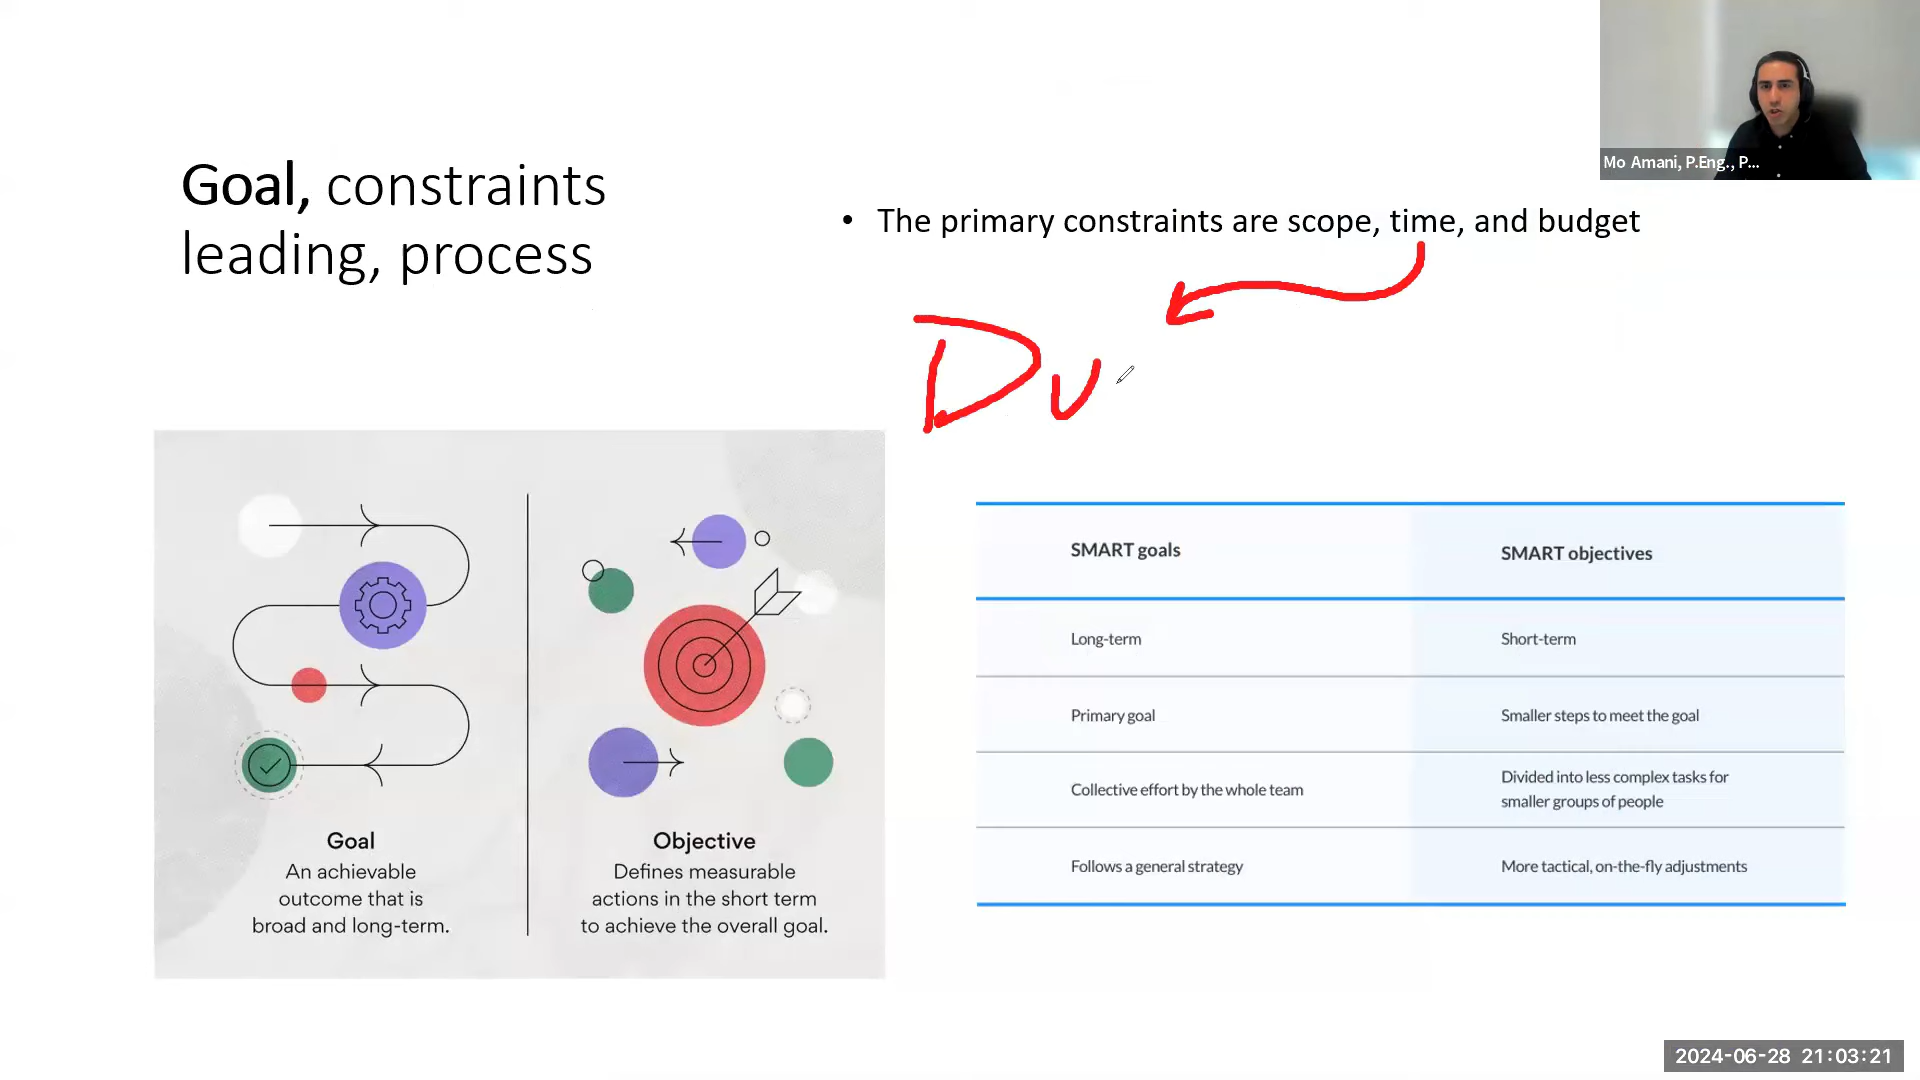 Mo Amani, P.Eng., P...
Goal, constraints
leading, process
• The primary constraints are scope, time, and budget
Du
Goal
An achievable
outcome that is
broad and long-term.
Objective
Defines measurable
actions in the short term
to achieve the overall goal.
SMART goals SMART objectives
Long-term Short-term
Primary goal Smaller steps to meet the goal
Collective effort by the whole team Divided into less complex tasks for
smaller groups of people
Follows a general strategy More tactical, on-the-fly adjustments
2024-06-28 21:03:21